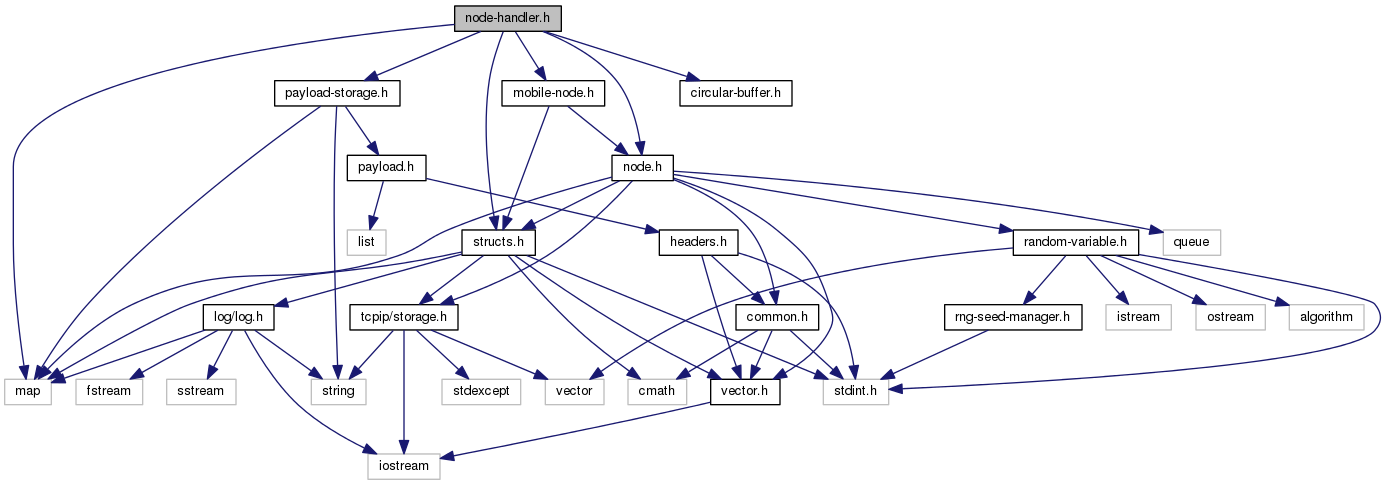 node-handler.h
payload-storage.h
mobile-node.h
circular-buffer.h
payload.h
node.h
list
structs.h
headers.h
random-variable.h
queue
log/log.h
tcpip/storage.h
common.h
rng-seed-manager.h
istream
ostream
algorithm
map
fstream
sstream
string
stdexcept
vector
cmath
vector.h
stdint.h
iostream